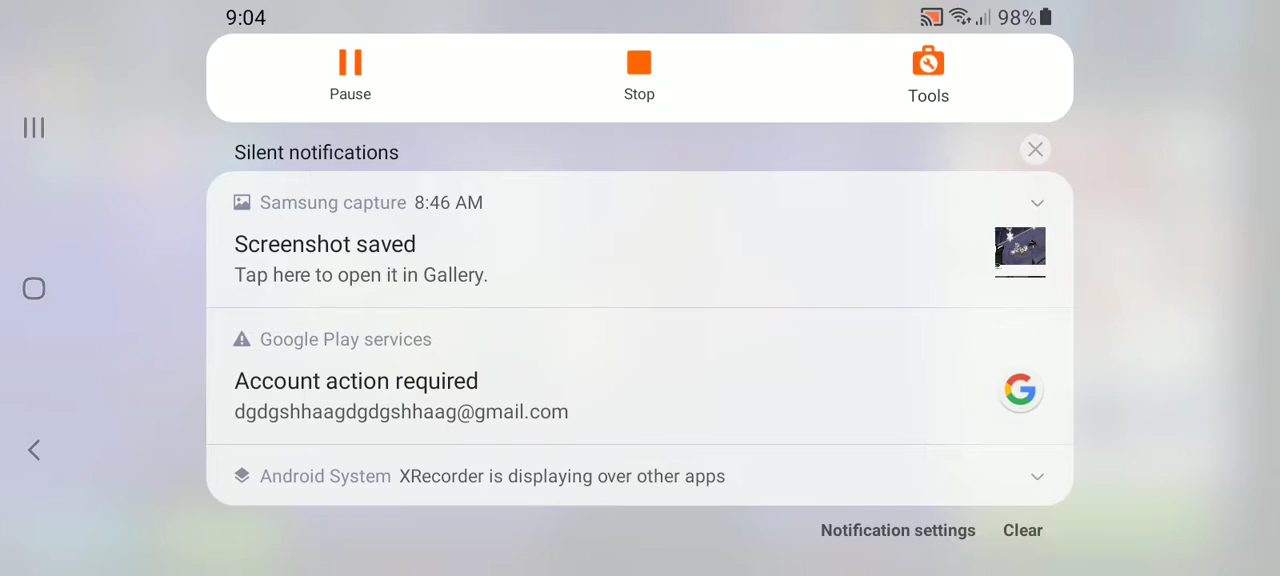 9:04 98%
Pause Stop Tools
Silent notifications
Samsung capture 8:46 AM
Screenshot saved
Tap here to open it in Gallery.
Google Play services
Account action required
dgdgshhaagdgdgshhaag@gmail.com
Android System XRecorder is displaying over other apps
Notification settings Clear